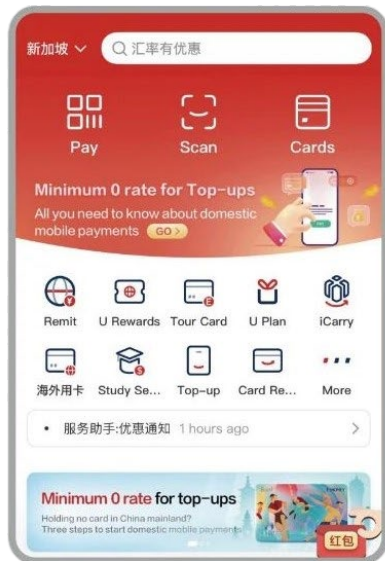 新加坡
汇率有优惠
Pay Scan Cards
Minimum 0 rate for Top-ups
All you need to know about domestic
mobile payments GO >
Remit U Rewards Tour Card U Plan iCarry
海外用卡 Study Se... Top-up Card Re... More
• 服务助手:优惠通知 1 hours ago
Minimum 0 rate for top-ups
Holding no card in China mainland?
Three steps to start domestic mobile payments
红包